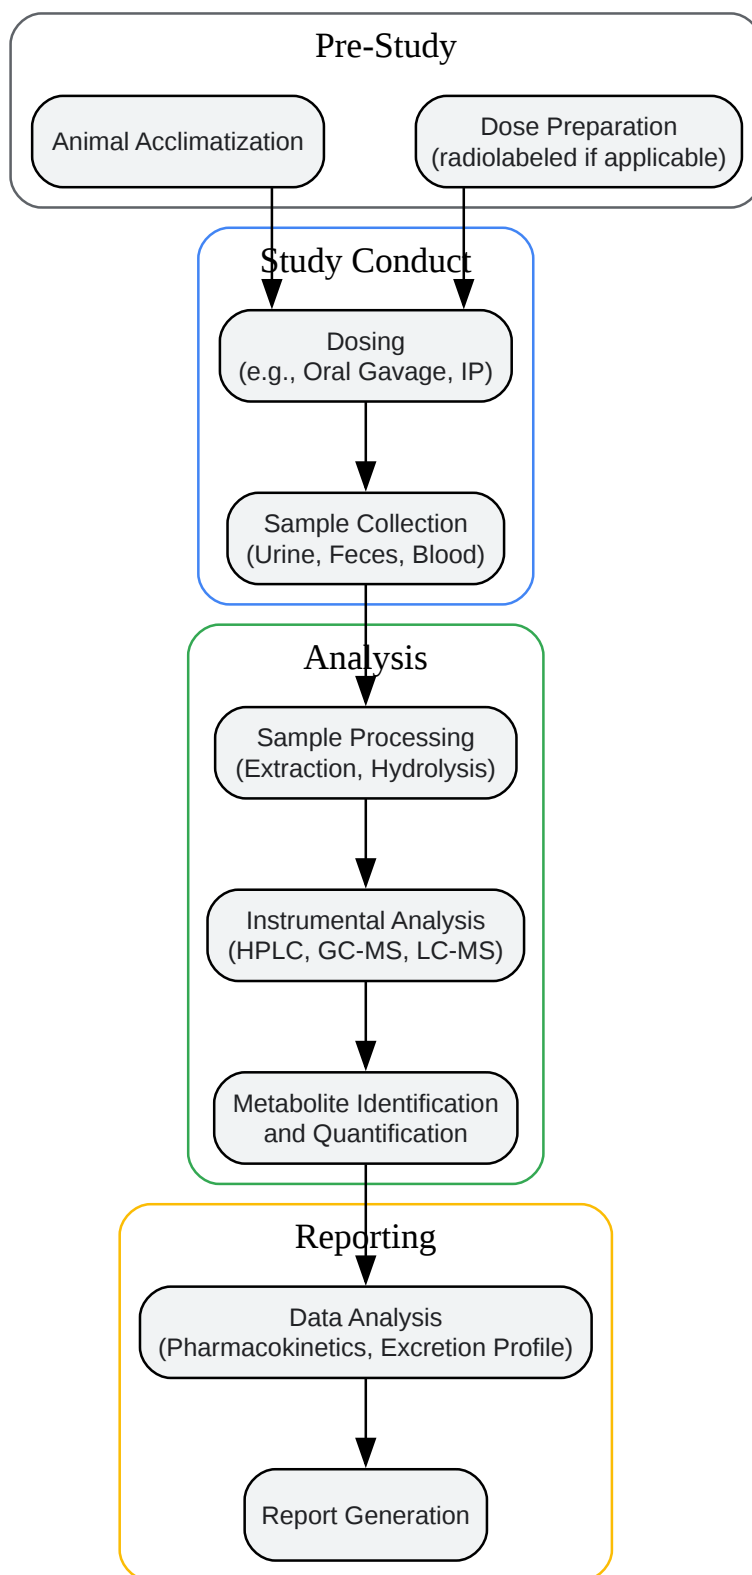 Pre-Study
Animal Acclimatization
Dose Preparation
(radiolabeled if applicable)
Study Conduct
Dosing
(e.g., Oral Gavage, IP)
Sample Collection
(Urine, Feces, Blood)
Analysis
Sample Processing
(Extraction, Hydrolysis)
Instrumental Analysis
(HPLC, GC-MS, LC-MS)
Metabolite Identification
and Quantification
Reporting
Data Analysis
(Pharmacokinetics, Excretion Profile)
Report Generation